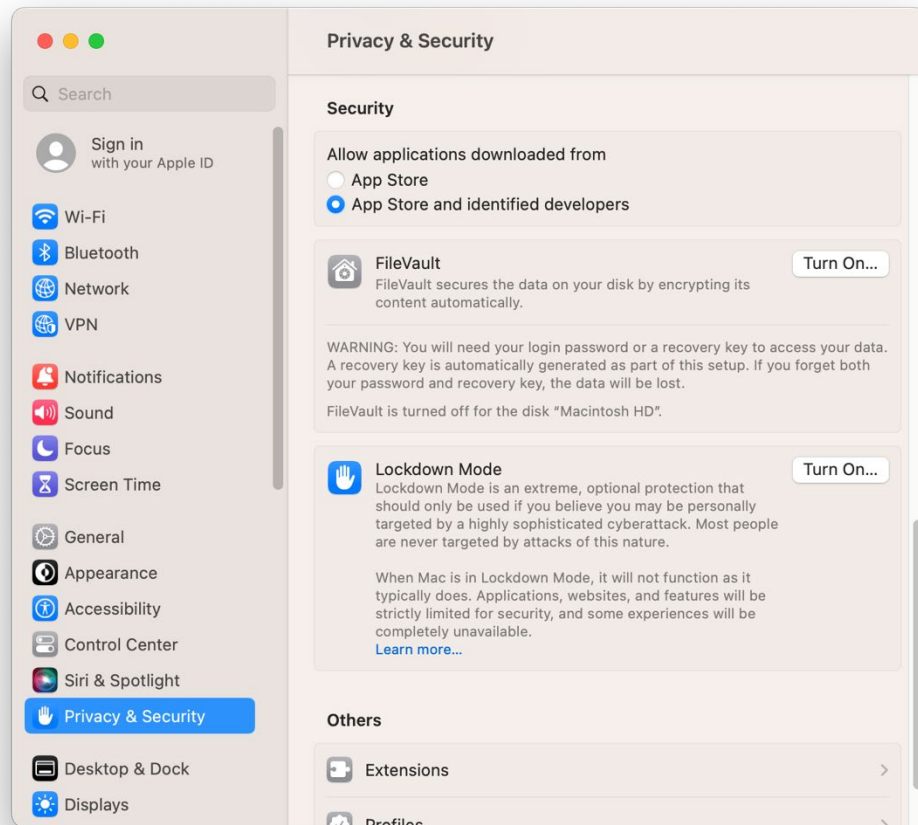 Privacy & Security
Search
Sign in
with your Apple ID
Wi-Fi
Bluetooth
Network
VPN
Notifications
Sound
Focus
Screen Time
General
Appearance
Accessibility
Control Center
Siri & Spotlight
Privacy & Security
Desktop & Dock
Displays
Security
Allow applications downloaded from
App Store
App Store and identified developers
FileVault
Turn On...
FileVault secures the data on your disk by encrypting its
content automatically.
WARNING: You will need your login password or a recovery key to access your data.
A recovery key is automatically generated as part of this setup. If you forget both
your password and recovery key, the data will be lost.
FileVault is turned off for the disk “Macintosh HD”.
Lockdown Mode
Turn On...
Lockdown Mode is an extreme, optional protection that
should only be used if you believe you may be personally
targeted by a highly sophisticated cyberattack. Most people
are never targeted by attacks of this nature.
When Mac is in Lockdown Mode, it will not function as it
typically does. Applications, websites, and features will be
strictly limited for security, and some experiences will be
completely unavailable.
Learn more...
Others
Extensions
Profiles